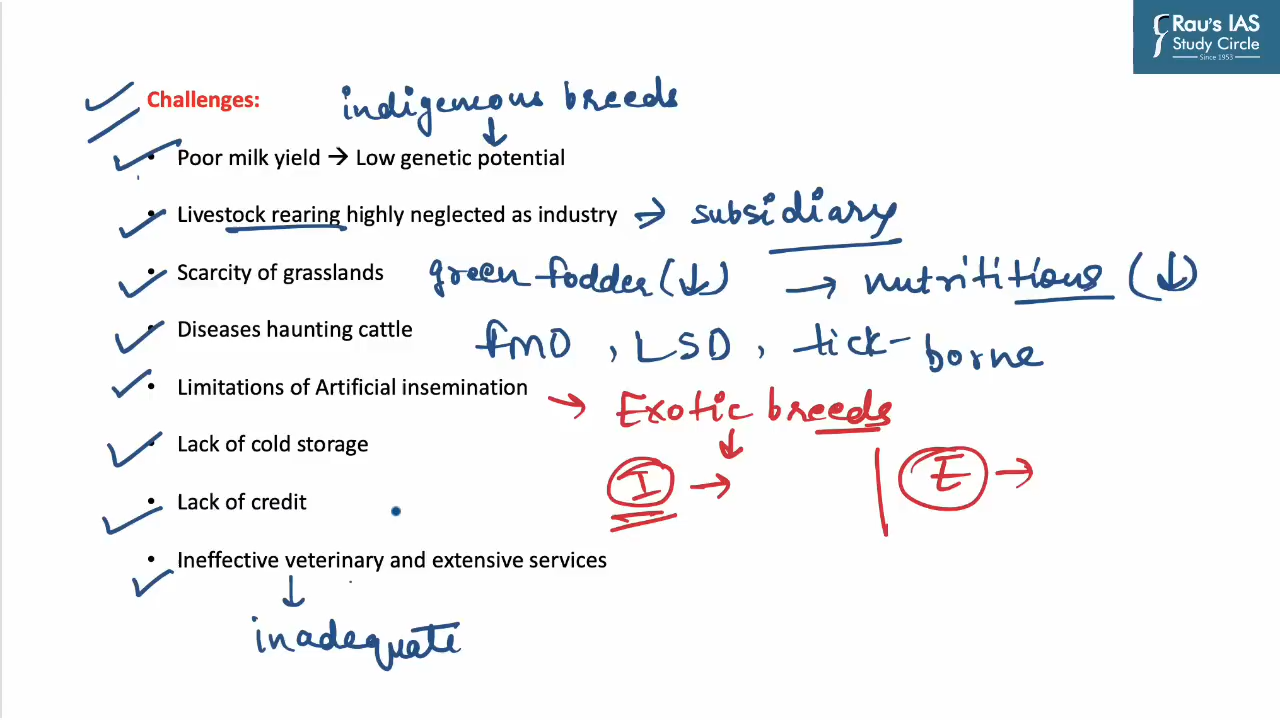 Rau's IAS
Study Circle
Since 1953
Challenges: indigeneous breeds
• Poor milk yield → Low genetic potential
• Livestock rearing highly neglected as industry → subsidiary
• Scarcity of grasslands green fodder (↓) → nutrititious (↓)
• Diseases haunting cattle FMD, LSD, tick-borne
• Limitations of Artificial insemination → Exotic breeds
• Lack of cold storage I → | E →
• Lack of credit
• Ineffective veterinary and extensive services
inadequate